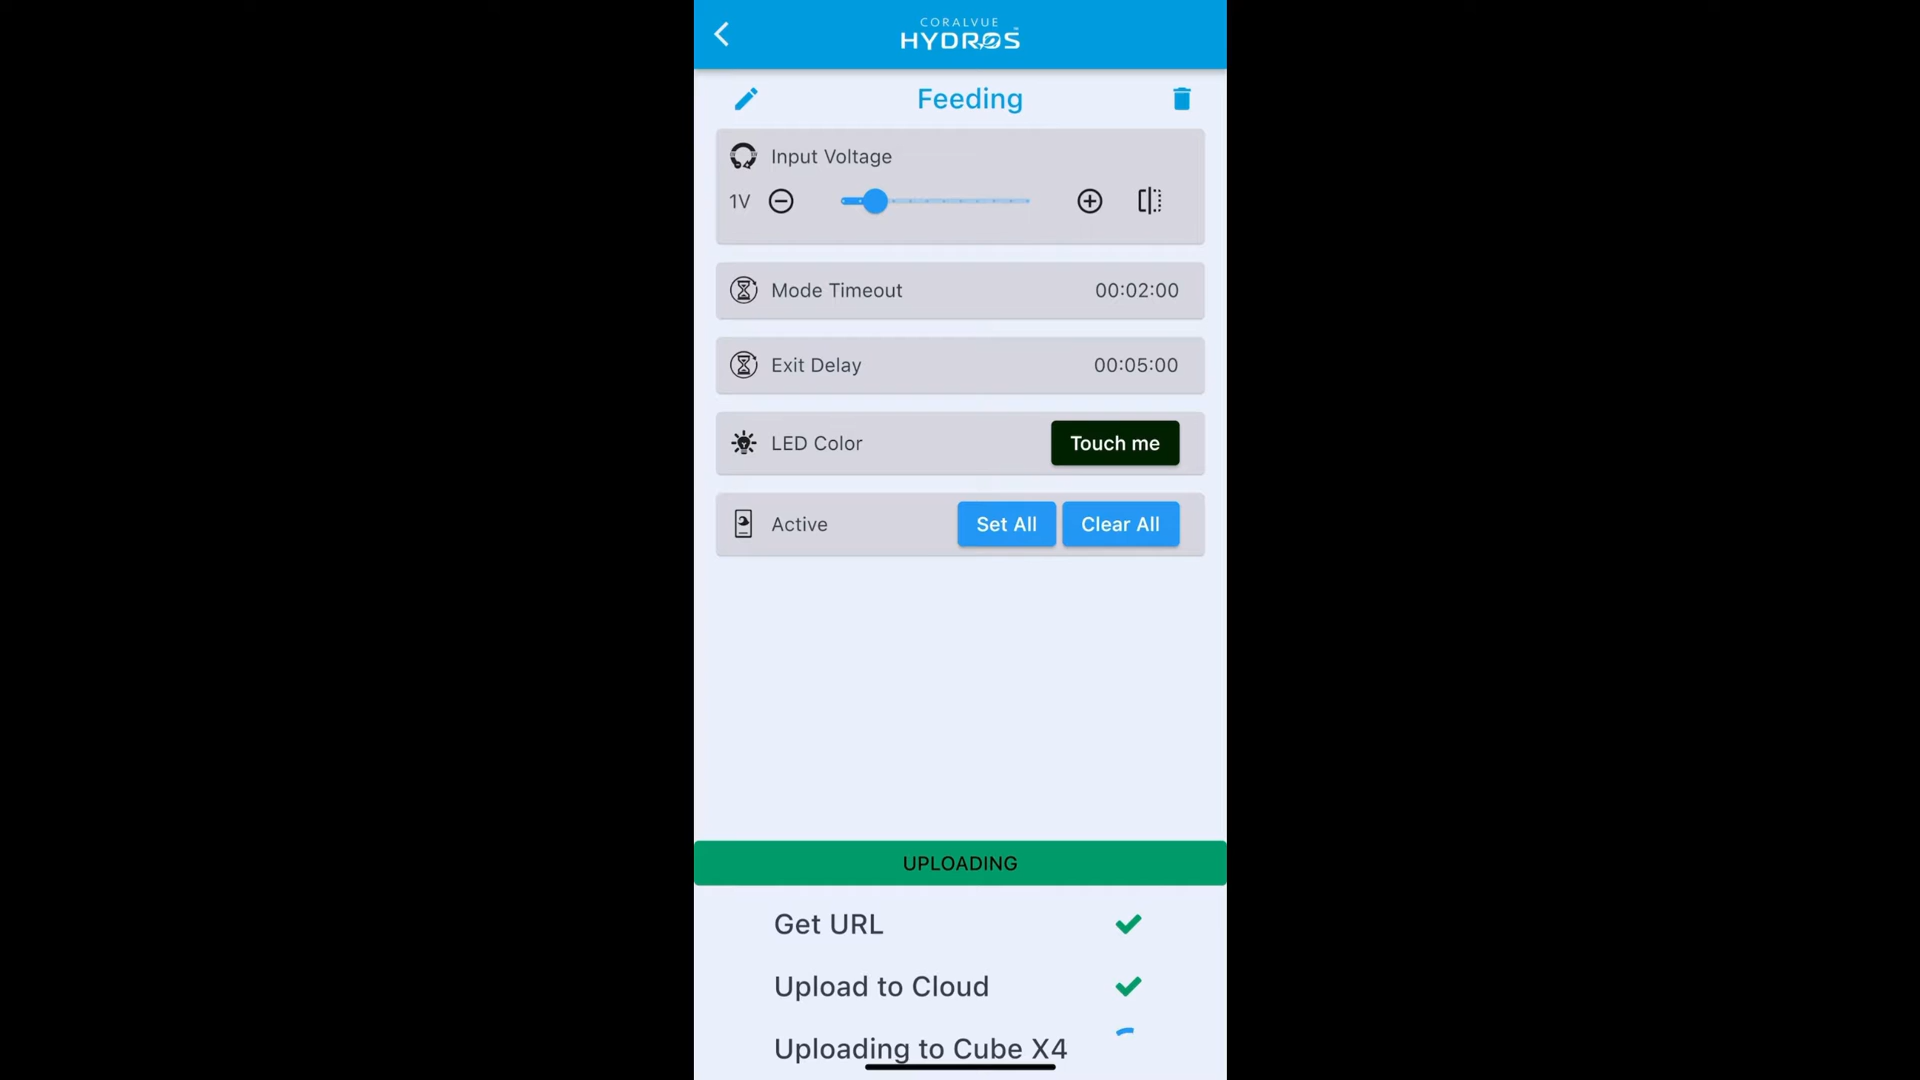 CORALVUE
HYDROS
Feeding
Input Voltage
1V
Mode Timeout 00:02:00
Exit Delay 00:05:00
LED Color Touch me
Active Set All Clear All
UPLOADING
Get URL
Upload to Cloud
Uploading to Cube X4